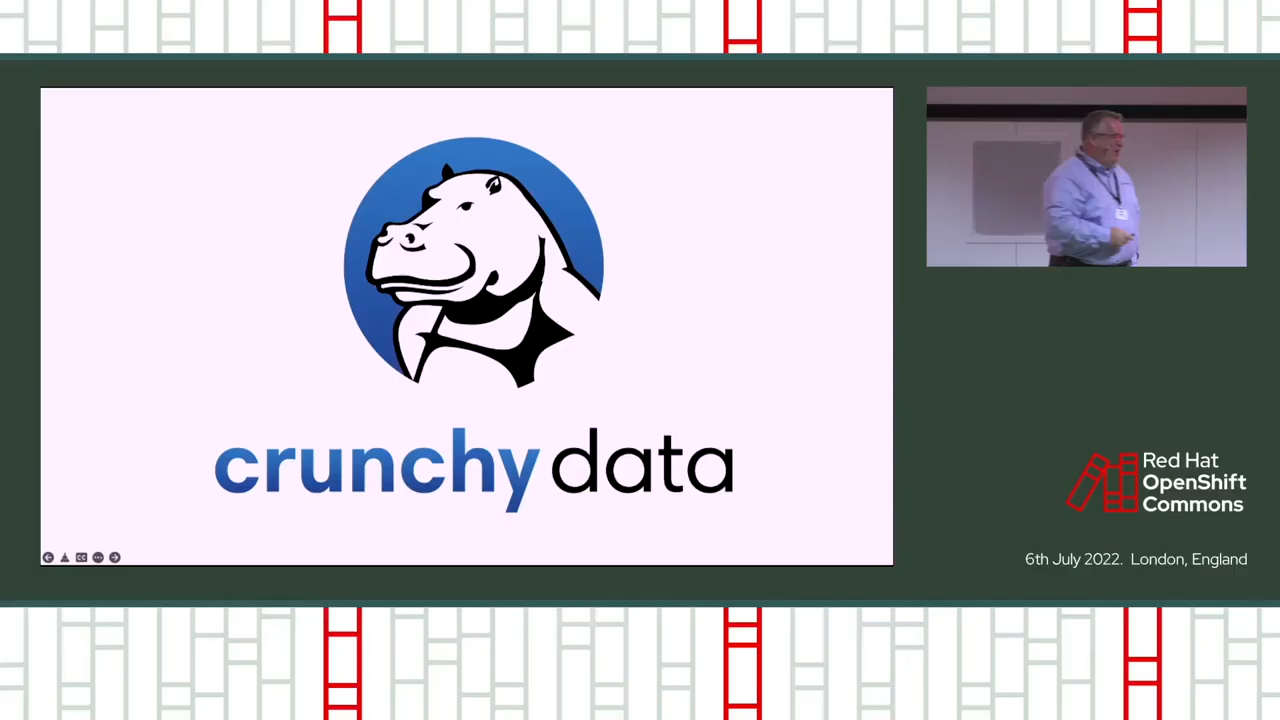 crunchy data
Red Hat
OpenShift
Commons
6th July 2022. London, England